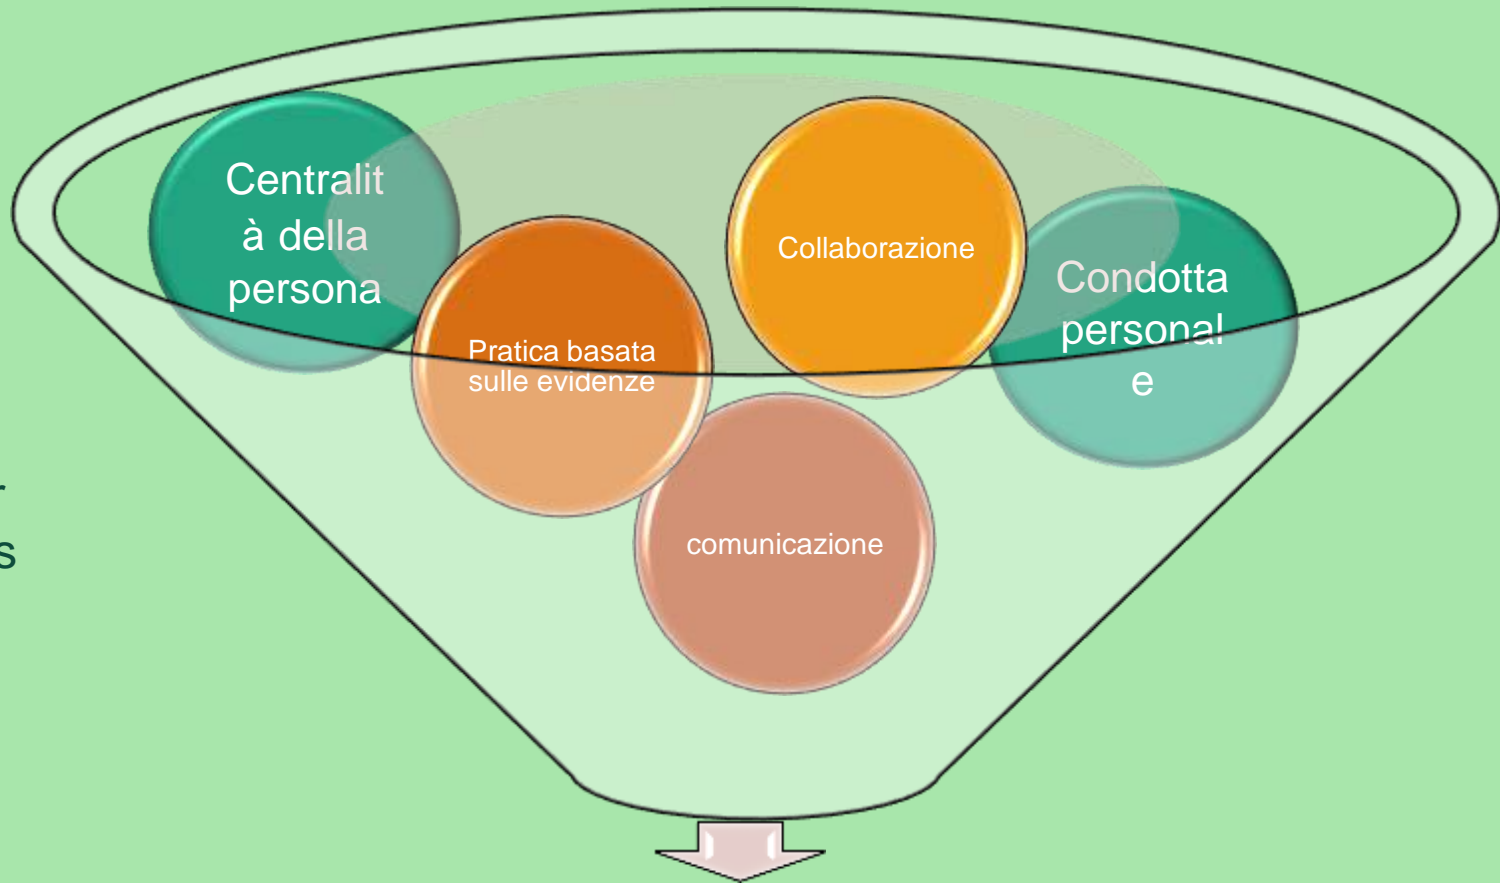 Centralit
à della
persona
Pratica basata
sulle evidenze
Collaborazione
Condotta
personal
e
comunicazione
s